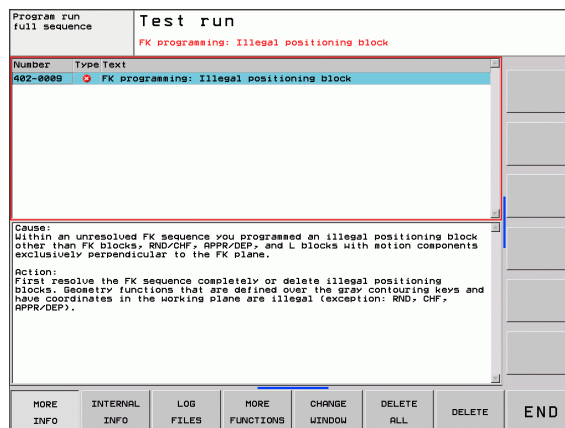 Program run
full sequence
Test run
FK programming: Illegal positioning block
Number Type Text
402-0009 FK programming: Illegal positioning block
Cause:
Within an unresolved FK sequence you programmed an illegal positioning block
other than FK blocks, RND/CHF, APPR/DEP, and L blocks with motion components
exclusively perpendicular to the FK plane.
Action:
First resolve the FK sequence completely or delete illegal positioning
blocks. Geometry functions that are defined over the gray contouring keys and
have coordinates in the working plane are illegal (exception: RND, CHF,
APPR/DEP).
MORE INFO
INTERNAL INFO
LOG FILES
MORE FUNCTIONS
CHANGE WINDOW
DELETE ALL
DELETE
END